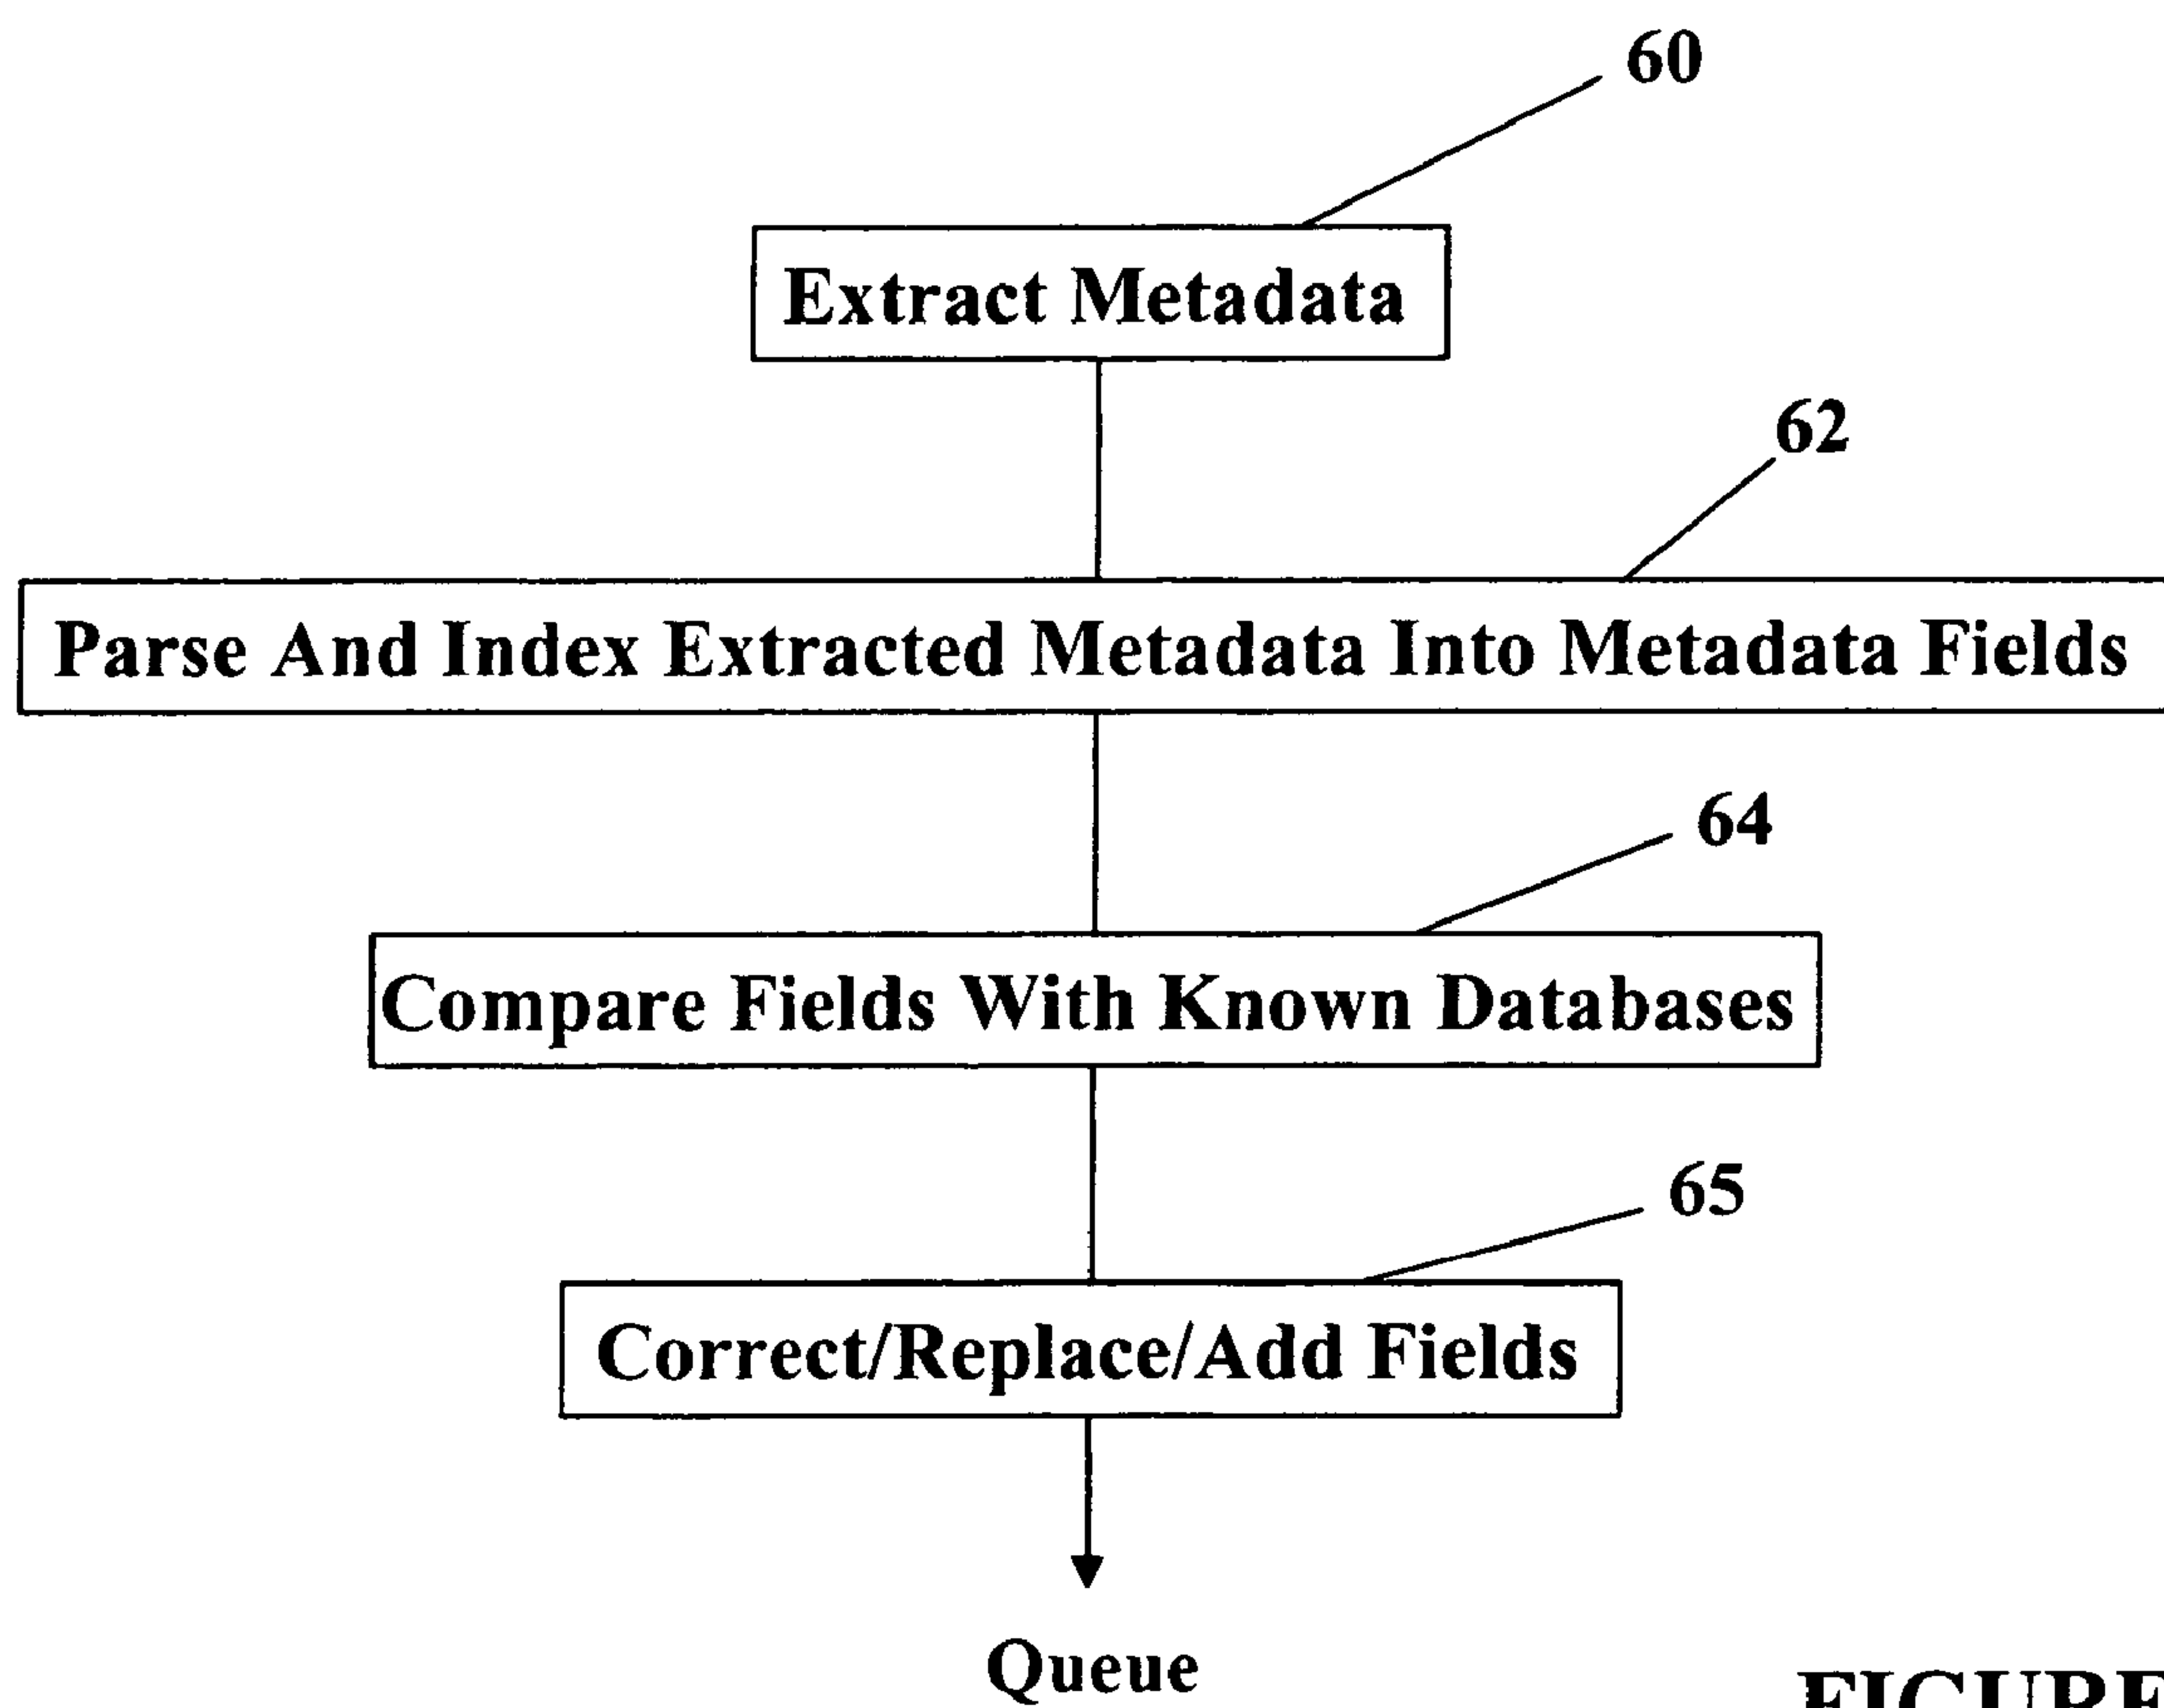 60
Extract Metadata
62
Parse And Index Extracted Metadata Into Metadata Fields
64
Compare Fields With Known Databases
65
Correct/Replace/Add Fields
Queue
FIGURE